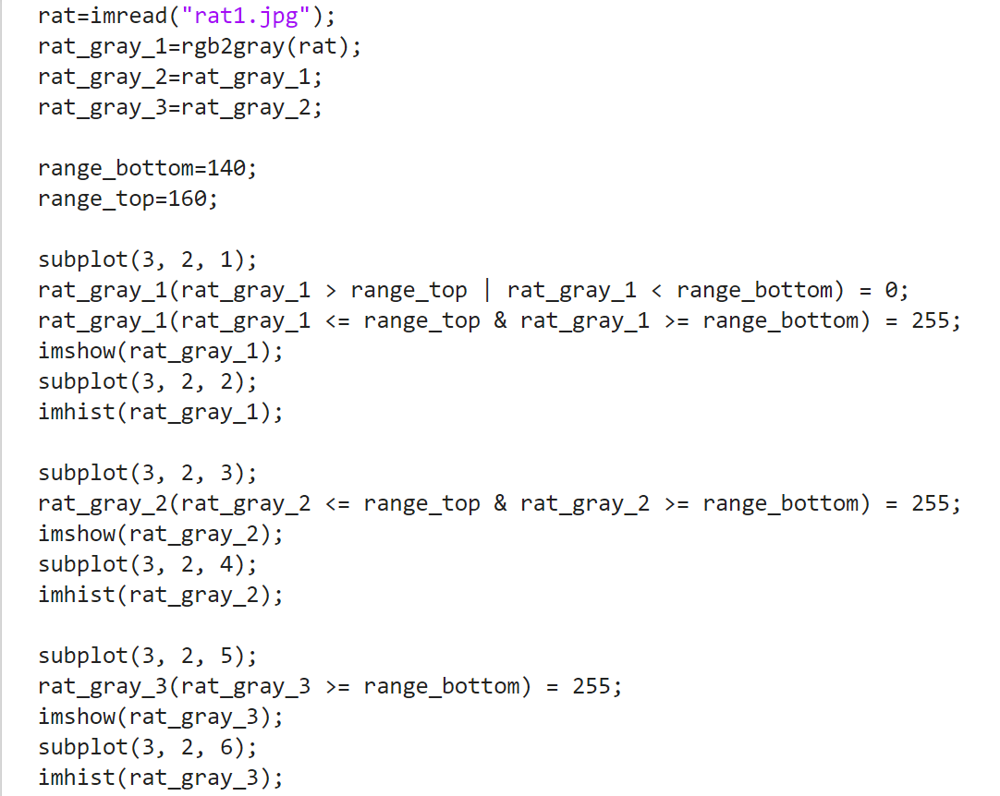 rat=imread("rat1.jpg");
rat_gray_1=rgb2gray(rat);
rat_gray_2=rat_gray_1;
rat_gray_3=rat_gray_2;
range_bottom=140;
range_top=160;
subplot(3, 2, 1);
rat_gray_1(rat_gray_1 > range_top | rat_gray_1 < range_bottom) = 0;
rat_gray_1(rat_gray_1 <= range_top & rat_gray_1 >= range_bottom) = 255;
imshow(rat_gray_1);
subplot(3, 2, 2);
imhist(rat_gray_1);
subplot(3, 2, 3);
rat_gray_2(rat_gray_2 <= range_top & rat_gray_2 >= range_bottom) = 255;
imshow(rat_gray_2);
subplot(3, 2, 4);
imhist(rat_gray_2);
subplot(3, 2, 5);
rat_gray_3(rat_gray_3 >= range_bottom) = 255;
imshow(rat_gray_3);
subplot(3, 2, 6);
imhist(rat_gray_3);